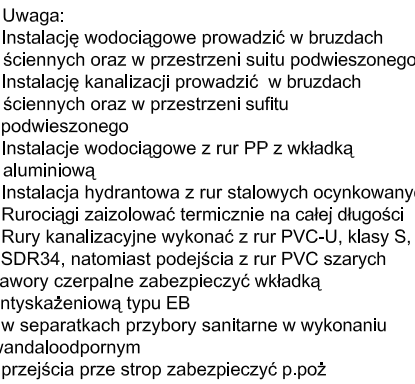 Uwaga:
Instalację wodociągowe prowadzić w bruzdach
ściennych oraz w przestrzeni suitu podwieszonego
Instalację kanalizacji prowadzić w bruzdach
ściennych oraz w przestrzeni sufitu
podwieszonego
Instalacje wodociągowe z rur PP z wkładką
aluminiową
Instalacja hydrantowa z rur stalowych ocynkowany
Rurociągi zaizolować termicznie na całej długości
Rury kanalizacyjne wykonać z rur PVC-U, klasy S,
SDR34, natomiast podejścia z rur PVC szarych
awory czerpalne zabezpieczyć wkładką
ntyskażeniową typu EB
w separatkach przybory sanitarne w wykonaniu
wandaloodpornym
przejścia prze strop zabezpieczyć p.poż